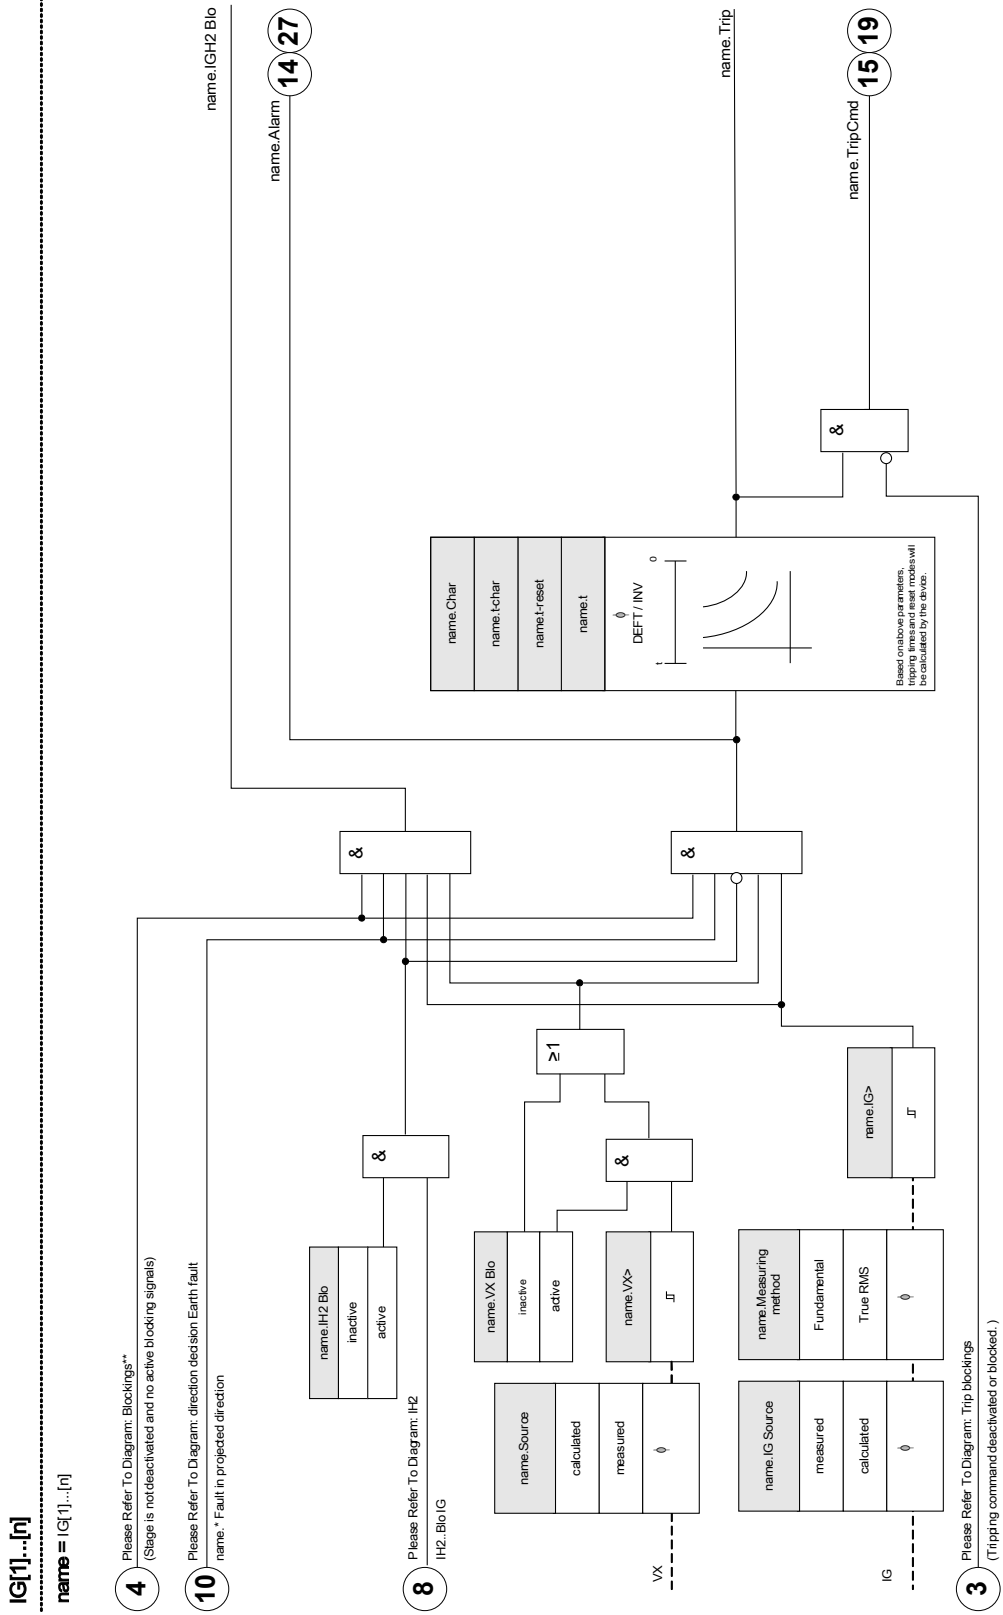 IG[1]...[n]
name = IG[1]...[n]
4
Please Refer To Diagram: Blockings**
(Stage is not deactivated and no active blocking signals)
10
Please Refer To Diagram: direction decision Earth fault
name.* Fault in projected direction
name.IH2 Blo
inactive
active
8
Please Refer To Diagram: IH2
IH2..Blo IG
&
name.VX Blo
inactive
active
name.Source
calculated
measured
ϕ
name.VX>
VX
&
≥1
name.IG Source
measured
calculated
ϕ
name.Measuring
method
Fundamental
True RMS
ϕ
name.IG>
IG
3
Please Refer To Diagram: Trip blockings
(Tripping command deactivated or blocked. )
&
&
name.Char
name.t-char
name.t-reset
name.t
ϕ
DEFT / INV
t
0
Based on above parameters,
tripping times and reset modes will
be calculated by the device.
&
name.IGH2 Blo
name.Alarm
14
27
name.Trip
name.TripCmd
15
19